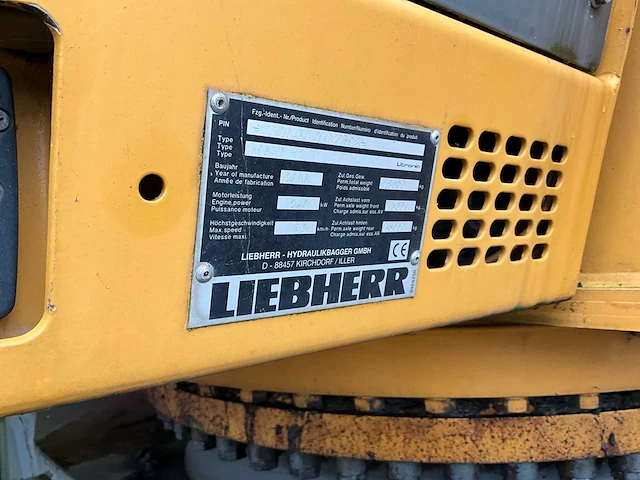 Fzg.-Ident.- Nr./Product Identification Number/Numéro d'identification du produit
PIN
Type
Type
Type
Litronic
Baujahr
Year of manufacture
Année de fabrication
Zul.Ges.Gew.
Perm.total weight
Poids admissible
kg
Motorleistung
Engine power
Puissance moteur
kW
Zul.Achslast vorn
Perm.axle weight front
Charge admis.sur ess.AV
kg
Höchstgeschwindigkeit
Max.speed
Vitesse maxi.
km/h
Zul.Achslast hinten
Perm.axle weight rear
Charge admis.sur ess.AR
kg
LIEBHERR - HYDRAULIKBAGGER GMBH
D - 88457 KIRCHDORF/ILLER
CE
LIEBHERR